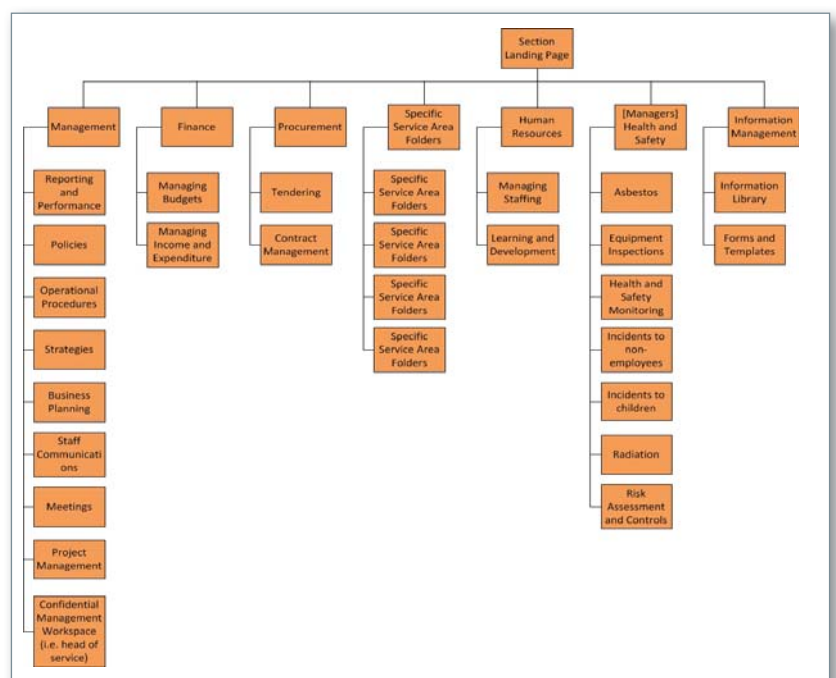 Section
Landing Page
Management
Finance
Procurement
Specific
Service Area
Folders
Human
Resources
[Managers]
Health and
Safety
Information
Management
Reporting
and
Performance
Policies
Operational
Procedures
Strategies
Business
Planning
Staff
Communicati
ons
Meetings
Project
Management
Confidential
Management
Workspace
(i.e. head of
service)
Managing
Budgets
Managing
Income and
Expenditure
Tendering
Contract
Management
Specific
Service Area
Folders
Specific
Service Area
Folders
Specific
Service Area
Folders
Specific
Service Area
Folders
Managing
Staffing
Learning and
Development
Asbestos
Equipment
Inspections
Health and
Safety
Monitoring
Incidents to
non-
employees
Incidents to
children
Radiation
Risk
Assessment
and Controls
Information
Library
Forms and
Templates